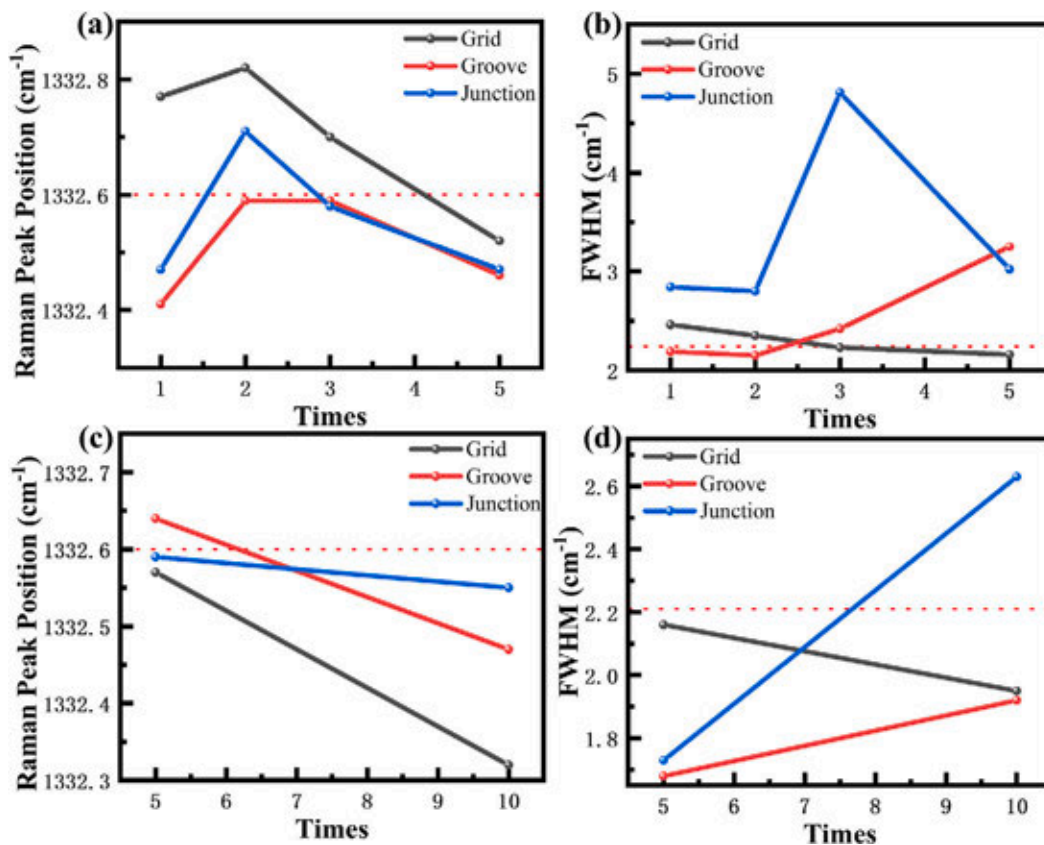 (a)
Grid
Groove
Junction
Raman Peak Position (cm⁻¹)
1332.8
1332.6
1332.4
1 2 3 4 5
Times
(b)
Grid
Groove
Junction
FWHM (cm⁻¹)
5
4
3
2
1 2 3 4 5
Times
(c)
Grid
Groove
Junction
Raman Peak Position (cm⁻¹)
1332.7
1332.6
1332.5
1332.4
1332.3
5 6 7 8 9 10
Times
(d)
Grid
Groove
Junction
FWHM (cm⁻¹)
2.6
2.4
2.2
2.0
1.8
5 6 7 8 9 10
Times